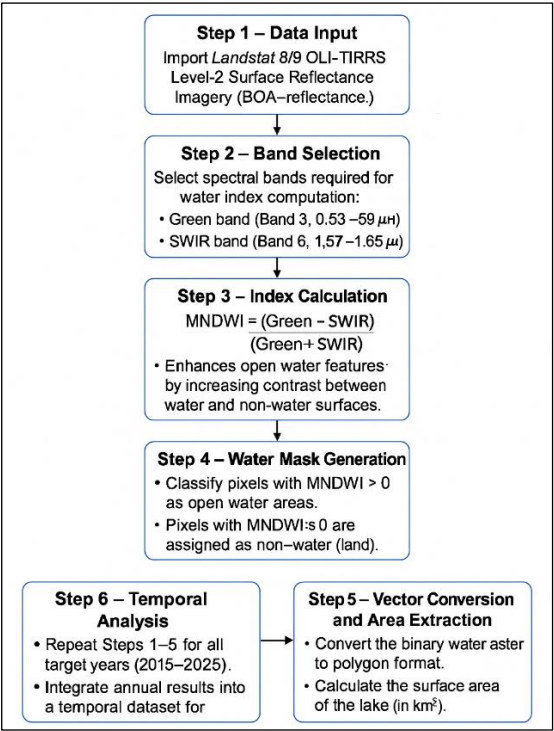 Step 1 – Data Input
Import Landstat 8/9 OLI-TIRRS
Level-2 Surface Reflectance
Imagery (BOA–reflectance.)
Step 2 – Band Selection
Select spectral bands required for
water index computation:
• Green band (Band 3, 0.53 –59 μн)
• SWIR band (Band 6, 1,57 –1.65 μι)
Step 3 – Index Calculation
MNDWI = (Green – SWIR)
(Green+ SWIR)
• Enhances open water features·
by increasing contrast between
water and non-water surfaces.
Step 4 – Water Mask Generation
• Classify pixels with MNDWI > 0
as open water areas.
• Pixels with MNDWI:s 0 are
assigned as non–water (land).
Step 6 – Temporal
Analysis
• Repeat Steps 1–5 for all
target years (2015–2025).
• Integrate annual results into
a temporal dataset for
Step 5 – Vector Conversion
and Area Extraction
• Convert the binary water aster
to polygon format.
• Calculate the surface area
of the lake (in km²).